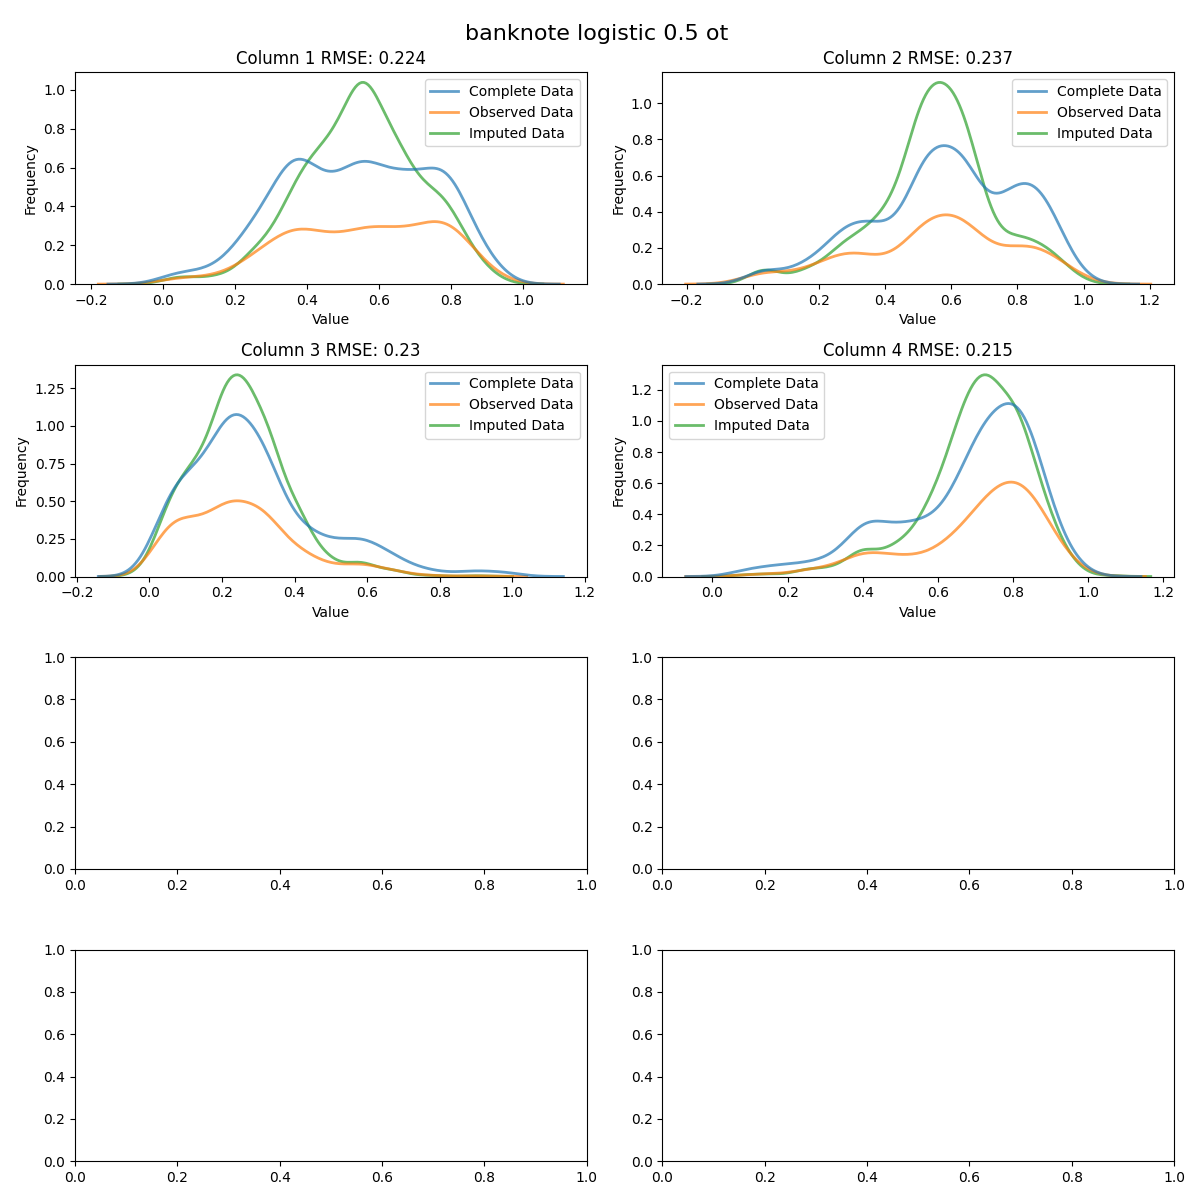 banknote logistic 0.5 ot
Column 1 RMSE: 0.224
Frequency
1.0
0.8
0.6
0.4
0.2
0.0
Complete Data
Observed Data
Imputed Data
−0.2 0.0 0.2 0.4 0.6 0.8 1.0
Value
Column 2 RMSE: 0.237
Frequency
1.0
0.8
0.6
0.4
0.2
0.0
Complete Data
Observed Data
Imputed Data
−0.2 0.0 0.2 0.4 0.6 0.8 1.0 1.2
Value
Column 3 RMSE: 0.23
Frequency
1.25
1.00
0.75
0.50
0.25
0.00
Complete Data
Observed Data
Imputed Data
−0.2 0.0 0.2 0.4 0.6 0.8 1.0 1.2
Value
Column 4 RMSE: 0.215
Frequency
1.2
1.0
0.8
0.6
0.4
0.2
0.0
Complete Data
Observed Data
Imputed Data
0.0 0.2 0.4 0.6 0.8 1.0 1.2
Value
1.0
0.8
0.6
0.4
0.2
0.0
0.0 0.2 0.4 0.6 0.8 1.0
1.0
0.8
0.6
0.4
0.2
0.0
0.0 0.2 0.4 0.6 0.8 1.0
1.0
0.8
0.6
0.4
0.2
0.0
0.0 0.2 0.4 0.6 0.8 1.0
1.0
0.8
0.6
0.4
0.2
0.0
0.0 0.2 0.4 0.6 0.8 1.0